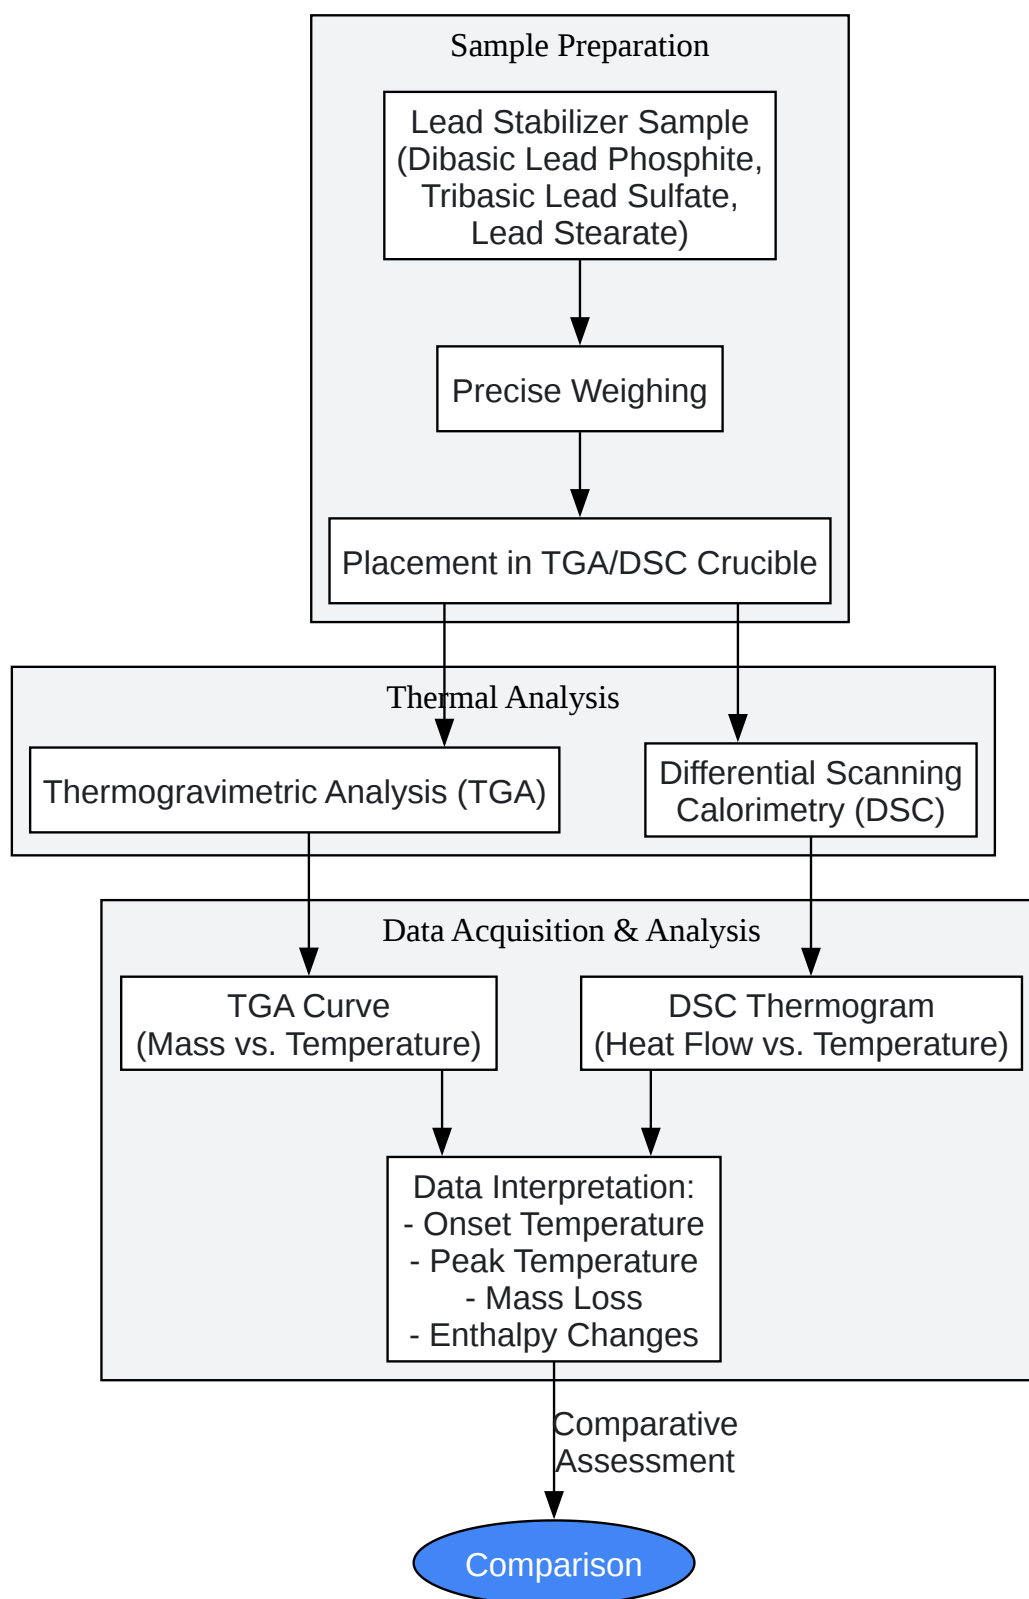 Sample Preparation
Lead Stabilizer Sample
(Dibasic Lead Phosphite,
Tribasic Lead Sulfate,
Lead Stearate)
Precise Weighing
Placement in TGA/DSC Crucible
Thermal Analysis
Thermogravimetric Analysis (TGA)
Differential Scanning
Calorimetry (DSC)
Data Acquisition & Analysis
TGA Curve
(Mass vs. Temperature)
DSC Thermogram
(Heat Flow vs. Temperature)
Data Interpretation:
- Onset Temperature
- Peak Temperature
- Mass Loss
- Enthalpy Changes
Comparative
Assessment
Comparison